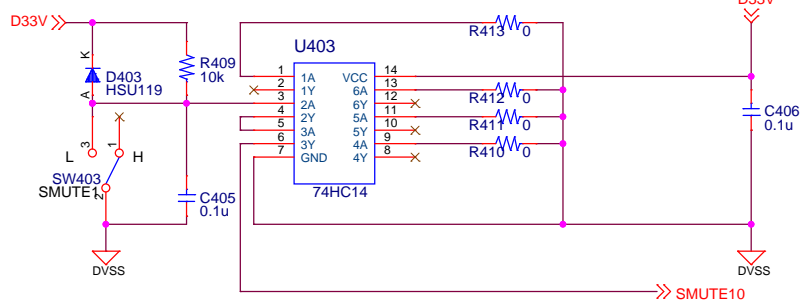 D33V
D33V
R413 0
U403
K
D403
HSU119
A
R409
10k
1 1A VCC 14
2 1Y 6A 13
3 2A 6Y 12
4 2Y 5A 11
5 3A 5Y 10
6 3Y 4A 9
7 GND 4Y 8
74HC14
R412 0
R411 0
R410 0
C406
0.1u
3
L
1
H
SW403
SMUTE1
2
C405
0.1u
DVSS
DVSS
SMUTE10